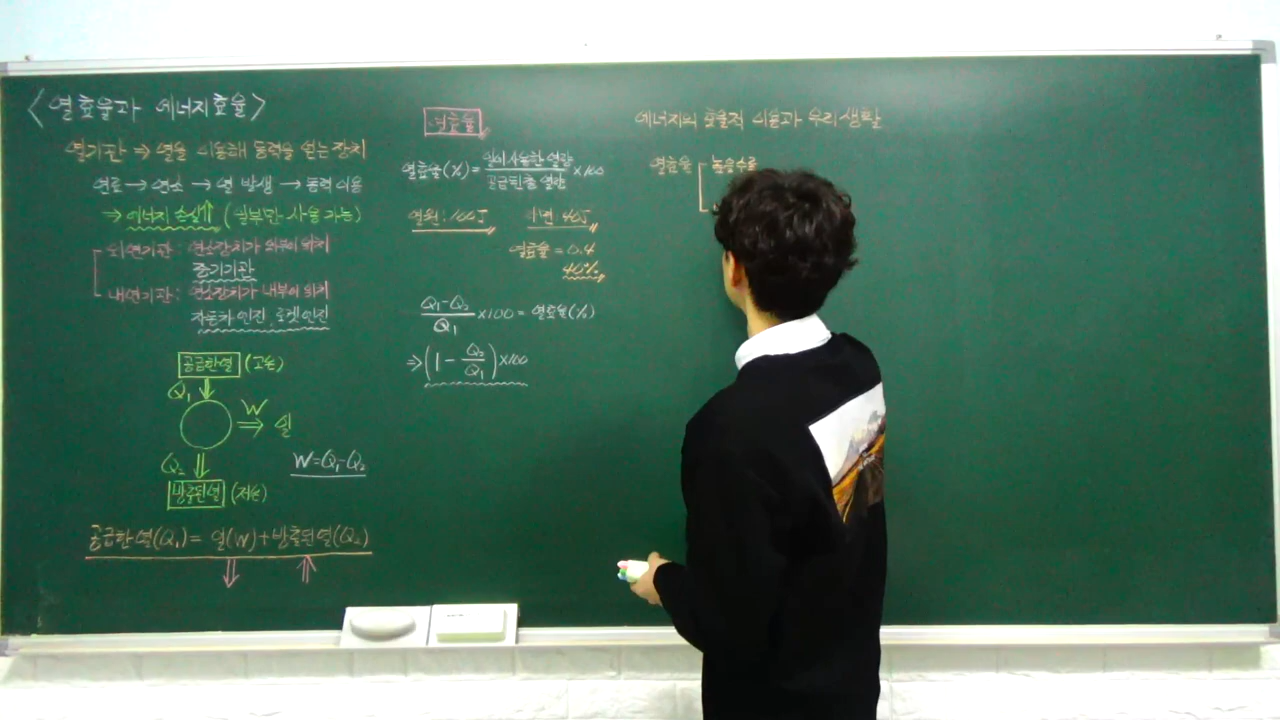 <열효율과 에너지효율>
열기관 ⇒ 열을 이용해 동력을 얻는 장치
연료 → 연소 → 열 발생 → 동력 이용
⇒ 에너지 손실↑ (일부만 사용 가능)
외연기관: 연소장치가 외부에 위치
증기기관
내연기관: 연소장치가 내부에 위치
자동차 엔진, 로켓 엔진
공급한 열 (고온)
Q₁
W
⇒ 일
Q₂
W=Q₁-Q₂
방출된 열 (저온)
공급한 열(Q₁) = 일(W)+방출된 열(Q₂)
열효율
열효율(%) = 일에 사용한 열량/공급된 총 열량 ×100
열원: 100J 40J
열효율 = 0.4
40%
(Q₁-Q₂)/Q₁ ×100 = 열효율(%)
⇒ (1 - Q₂/Q₁)×100
에너지의 효율적 이용과 우리 생활
열효율 높을수록